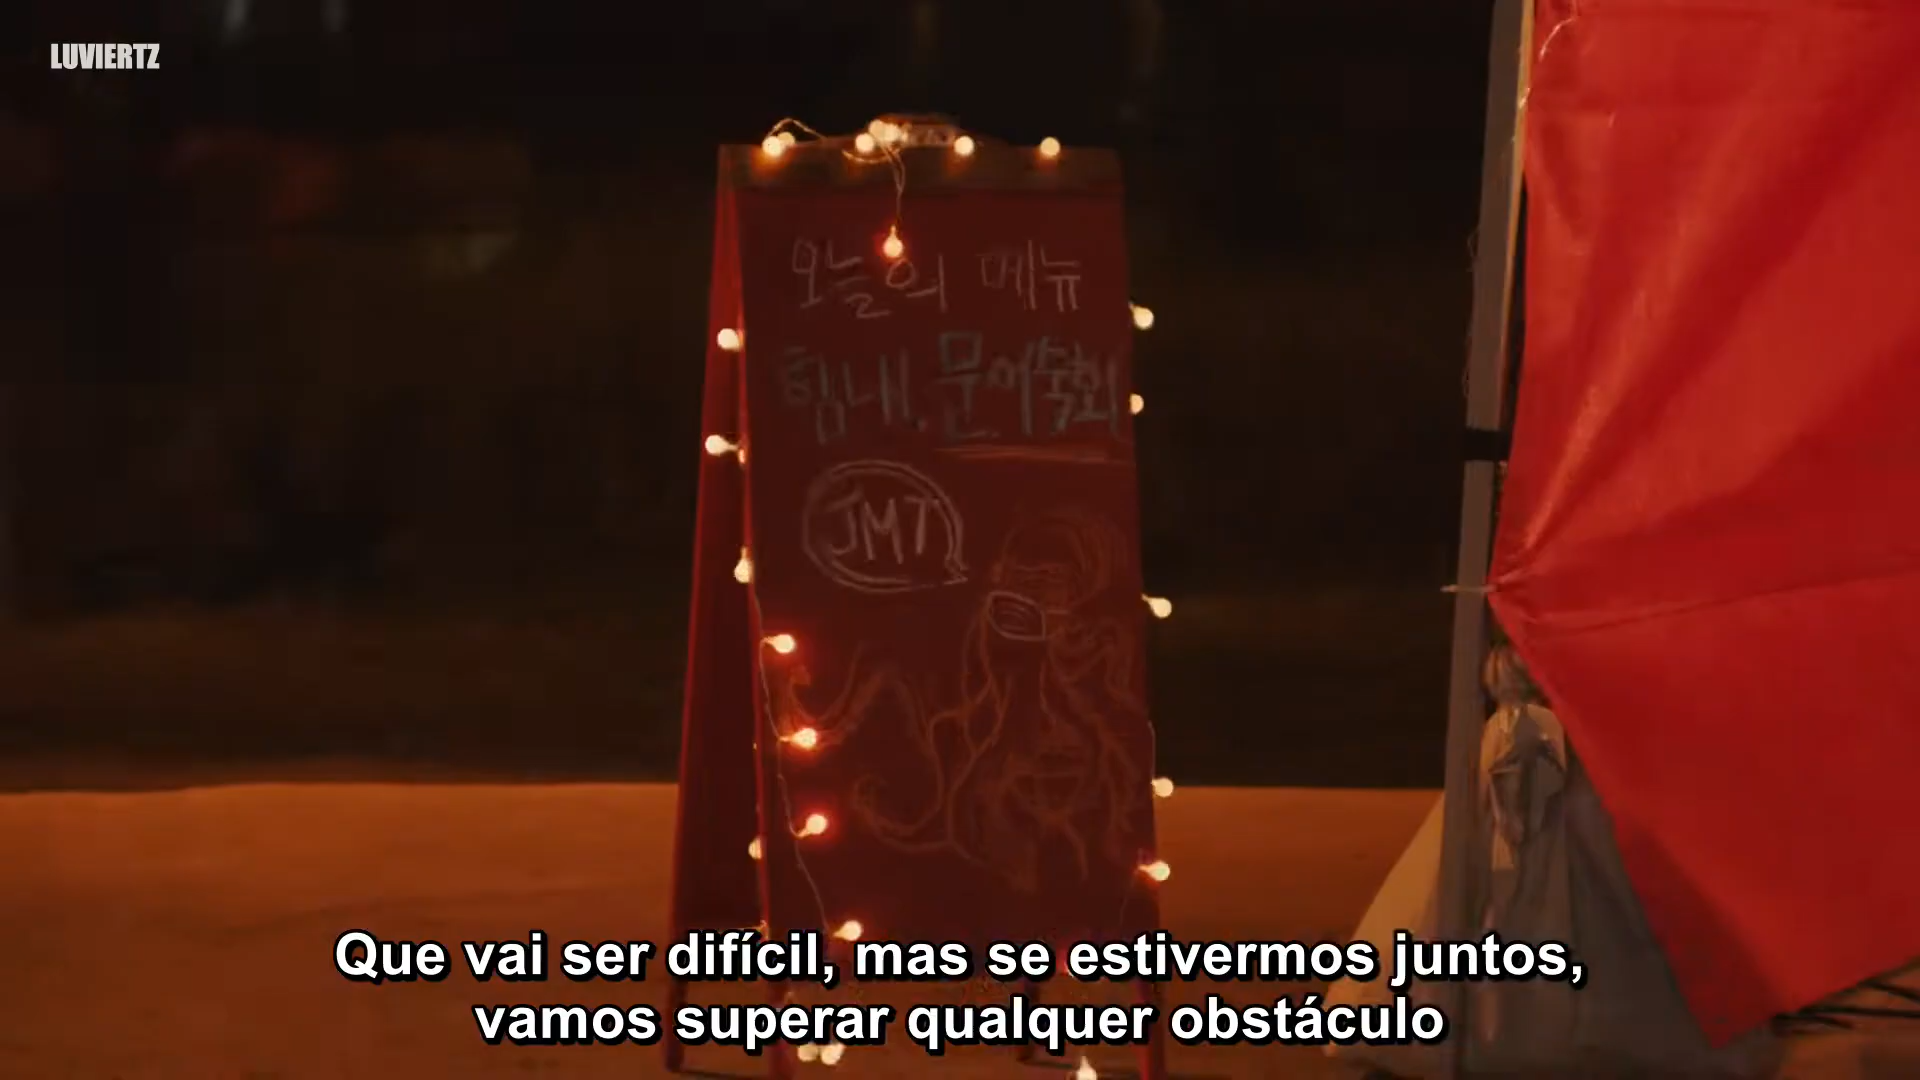 LUVIERTZ
오늘의 메뉴
힘내! 문어숙회
JMT
Que vai ser difícil, mas se estivermos juntos,
vamos superar qualquer obstáculo